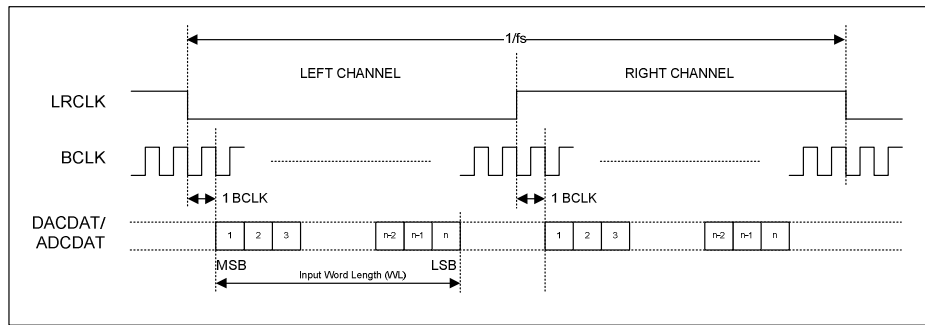 1/fs
LEFT CHANNEL RIGHT CHANNEL
LRCLK
BCLK
1 BCLK 1 BCLK
DACDAT/
ADCDAT
1 2 3 n-2 n-1 n 1 2 3 n-2 n-1 n
MSB LSB
Input Word Length (WL)